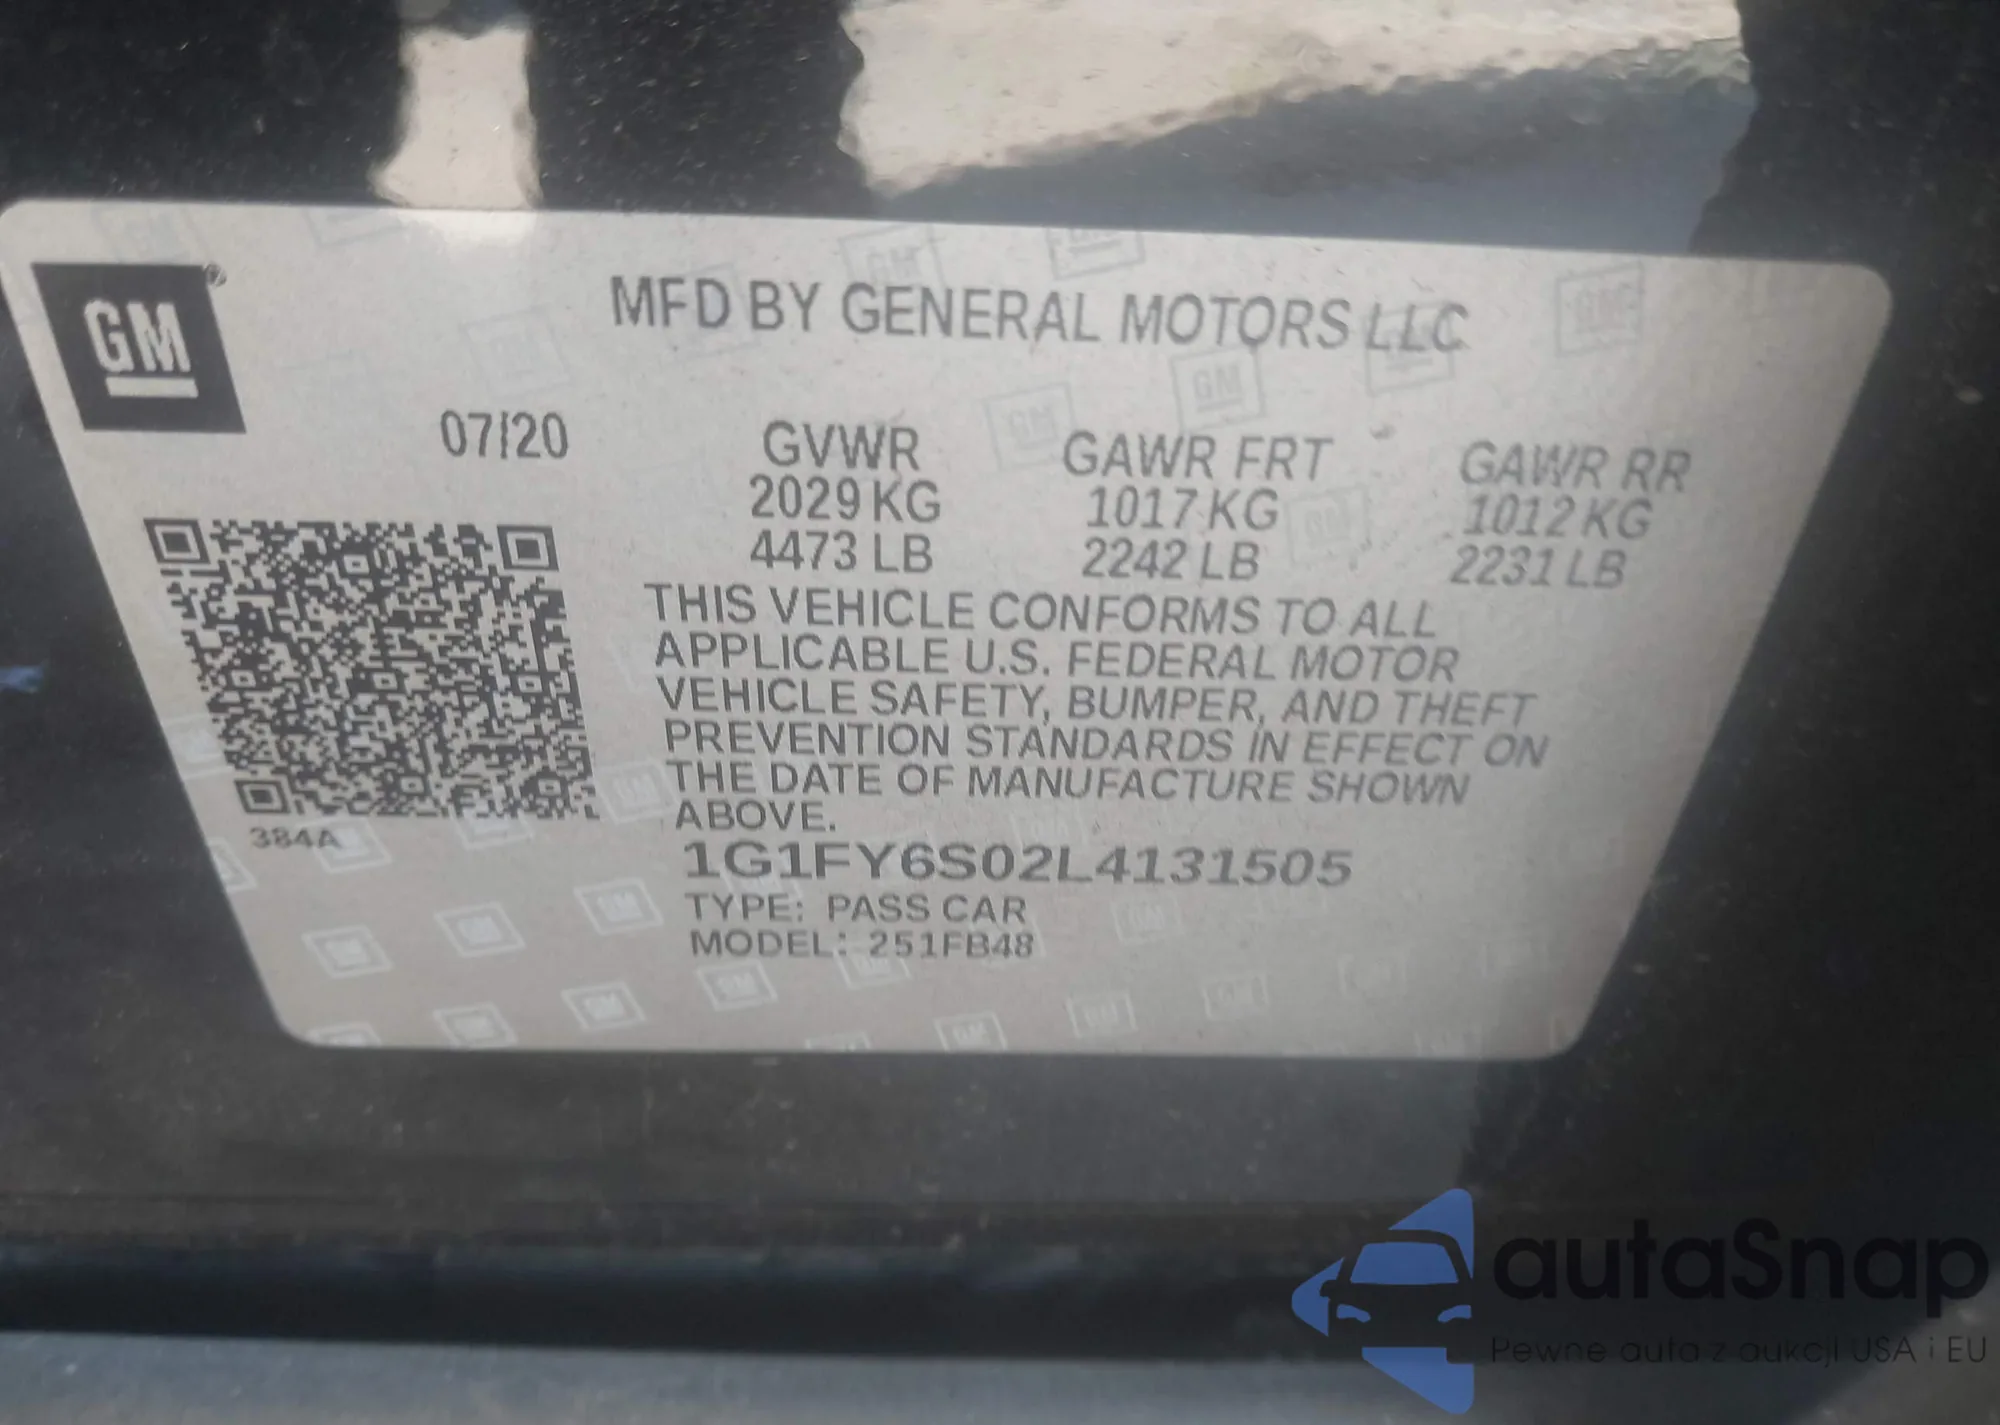 GM
MFD BY GENERAL MOTORS LLC
07/20
GVWR GAWR FRT GAWR RR
2029 KG 1017 KG 1012 KG
4473 LB 2242 LB 2231 LB
THIS VEHICLE CONFORMS TO ALL
APPLICABLE U.S. FEDERAL MOTOR
VEHICLE SAFETY, BUMPER, AND THEFT
PREVENTION STANDARDS IN EFFECT ON
THE DATE OF MANUFACTURE SHOWN
ABOVE.
384A
1G1FY6S02L4131505
TYPE: PASS CAR
MODEL: 251FB48
autaSnap
Pewne auta z aukcji USA i EU